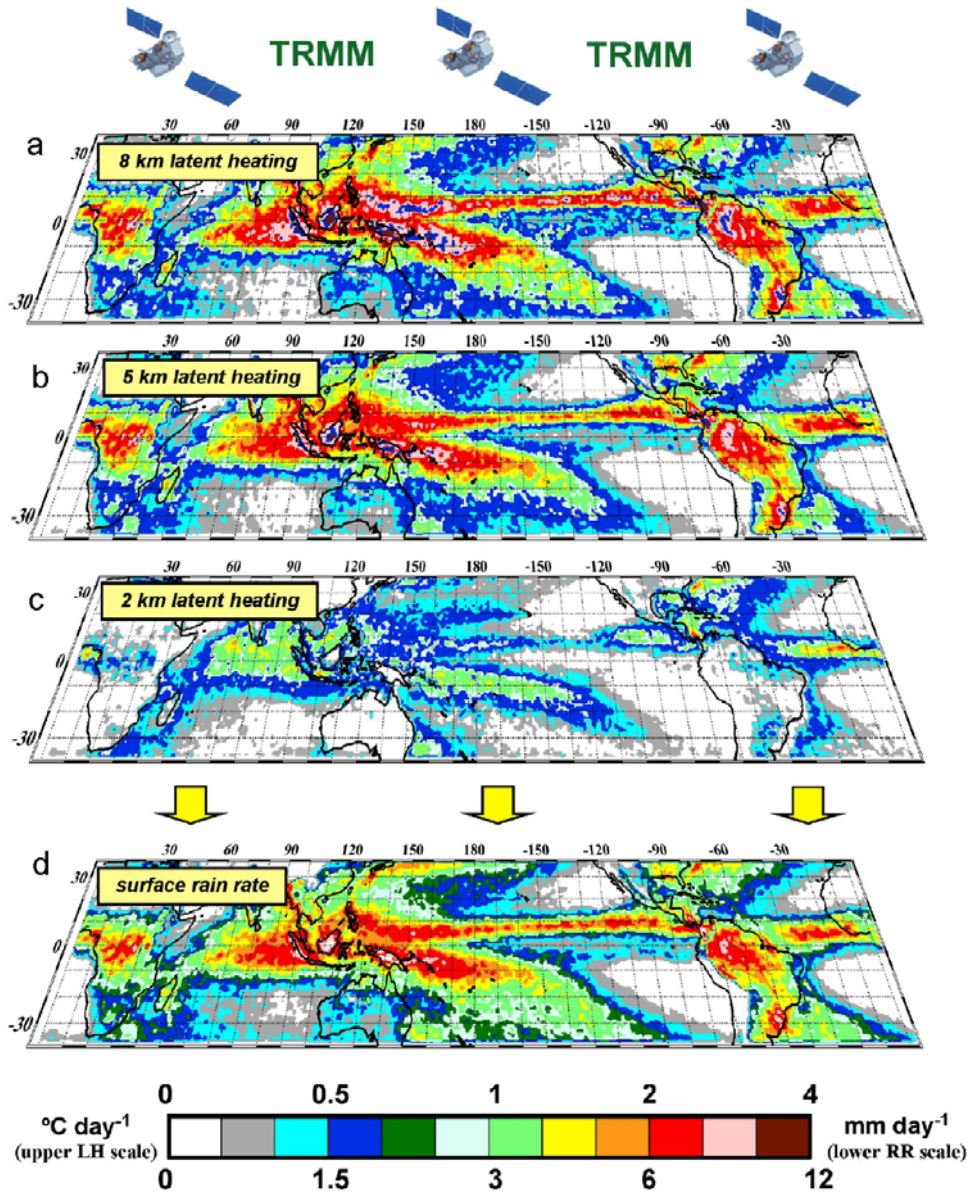 TRMM TRMM
30 60 90 120 150 180 -150 -90 -60 -30
a
8 km latent heating
30
0
-30
30 60 90 120 150 180 -150 -90 -60 -30
b
5 km latent heating
30
0
-30
30 60 90 120 150 180 -150 -90 -60 -30
c
2 km latent heating
30
0
-30
30 60 90 120 150 180 -150 -90 -60 -30
d
surface rain rate
30
0
-30
0 0.5 1 2 4
ºC day-1 mm day-1
(upper LH scale) (lower RR scale)
0 1.5 3 6 12